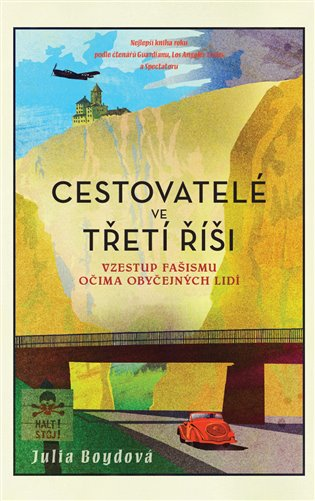 Nejlepší kniha roku
podle čtenářů Guardianu, Los Angeles Times
a Spectatoru
CESTOVATELÉ
VE
TŘETÍ ŘÍŠI
VZESTUP FAŠISMU
OČIMA OBYČEJNÝCH LIDÍ
HALT!
STŮJ!
Julia Boydová